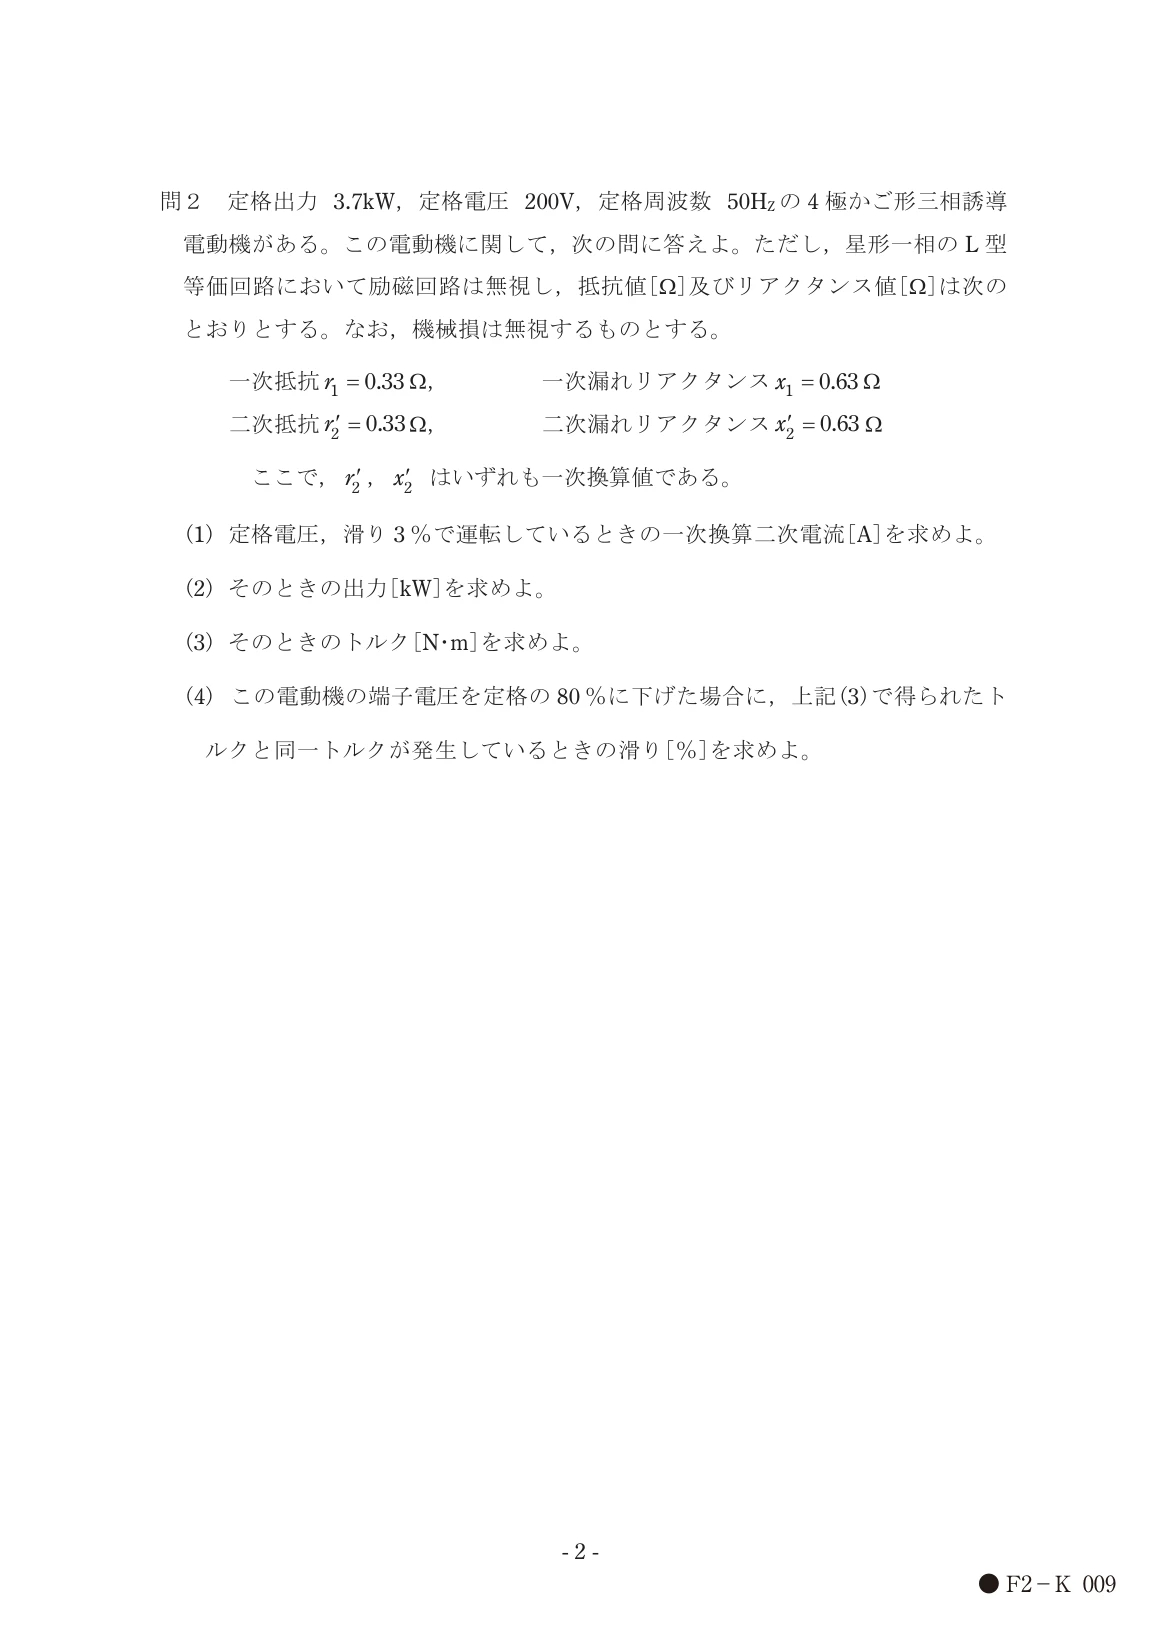 問2 定格出力 3.7kW，定格電圧 200V，定格周波数 50Hzの4極かご形三相誘導
電動機がある。この電動機に関して，次の問に答えよ。ただし，星形一相のL型
等価回路において励磁回路は無視し，抵抗値[Ω]及びリアクタンス値[Ω]は次の
とおりとする。なお，機械損は無視するものとする。
一次抵抗 r₁ = 0.33 Ω, 一次漏れリアクタンス x₁ = 0.63 Ω
二次抵抗 r₂′ = 0.33 Ω, 二次漏れリアクタンス x₂′ = 0.63 Ω
ここで，r₂′，x₂′ はいずれも一次換算値である。
(1) 定格電圧，滑り3％で運転しているときの一次換算二次電流[A]を求めよ。
(2) そのときの出力[kW]を求めよ。
(3) そのときのトルク[N･m]を求めよ。
(4) この電動機の端子電圧を定格の80％に下げた場合に，上記(3)で得られたト
ルクと同一トルクが発生しているときの滑り[％]を求めよ。
- 2 -
● F2－K 009